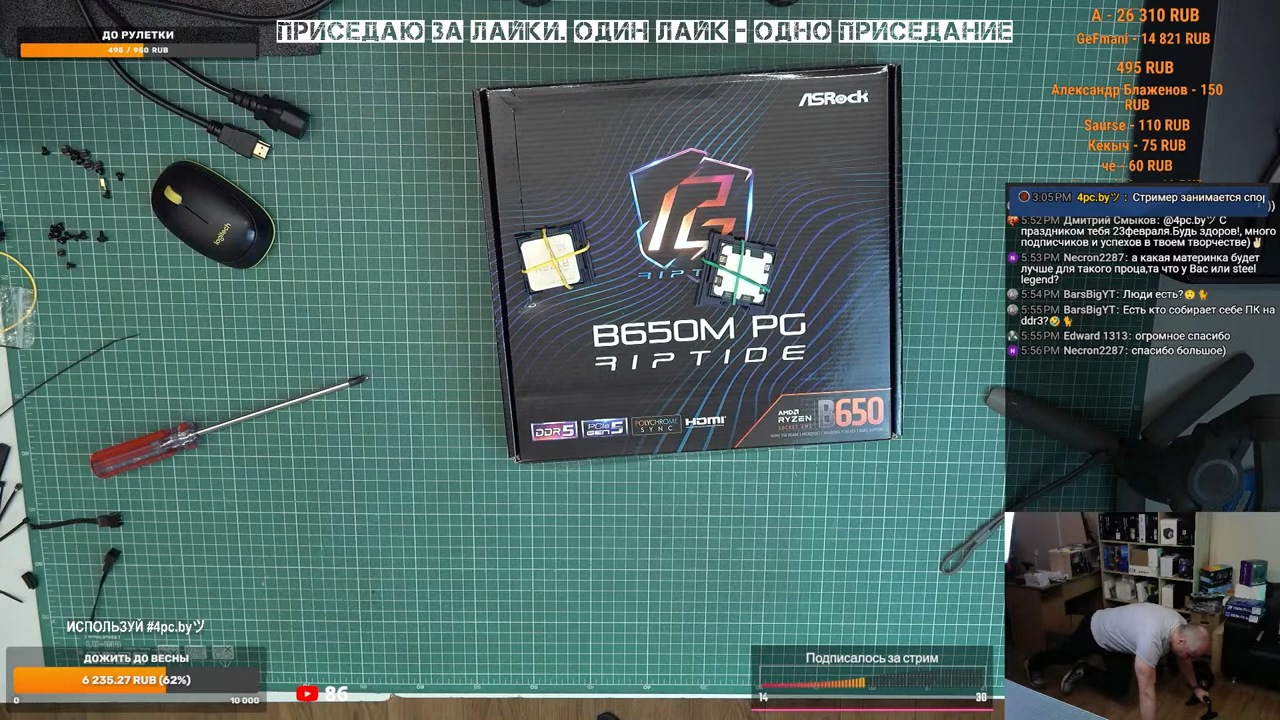 ПРИСЕДАЮ ЗА ЛАЙКИ. ОДИН ЛАЙК - ОДНО ПРИСЕДАНИЕ
ДО РУЛЕТКИ
495 / 950 RUB
A - 26 310 RUB
GeFmani - 14 821 RUB
495 RUB
Александр Блаженов - 150
RUB
Saurse - 110 RUB
Кекыч - 75 RUB
че - 60 RUB
3:05 PM 4pc.byツ: Стример занимается спор
5:52 PM Дмитрий Смыков: @4pc.byツ С
праздником тебя 23февраля.Будь здоров!, много
подписчиков и успехов в твоем творчестве)✌
5:53 PM Necron2287: а какая материнка будет
лучше для такого проца,та что у Вас или steel
legend?
5:54 PM BarsBigYT: Люди есть?
5:55 PM BarsBigYT: Есть кто собирает себе ПК на
ddr3?
5:55 PM Edward 1313: огромное спасибо
5:56 PM Necron2287: спасибо большое)
ASRock
logitech
B650M PG
RIPTIDE
DDR5
PCIe GEN 5
POLYCHROME
SYNC
HDMI
AMD
RYZEN
SOCKET AM5
B650
ИСПОЛЬЗУЙ #4pc.byツ
ДОЖИТЬ ДО ВЕСНЫ
6 235.27 RUB (62%)
0
10 000
86
Подписалось за стрим
14
30